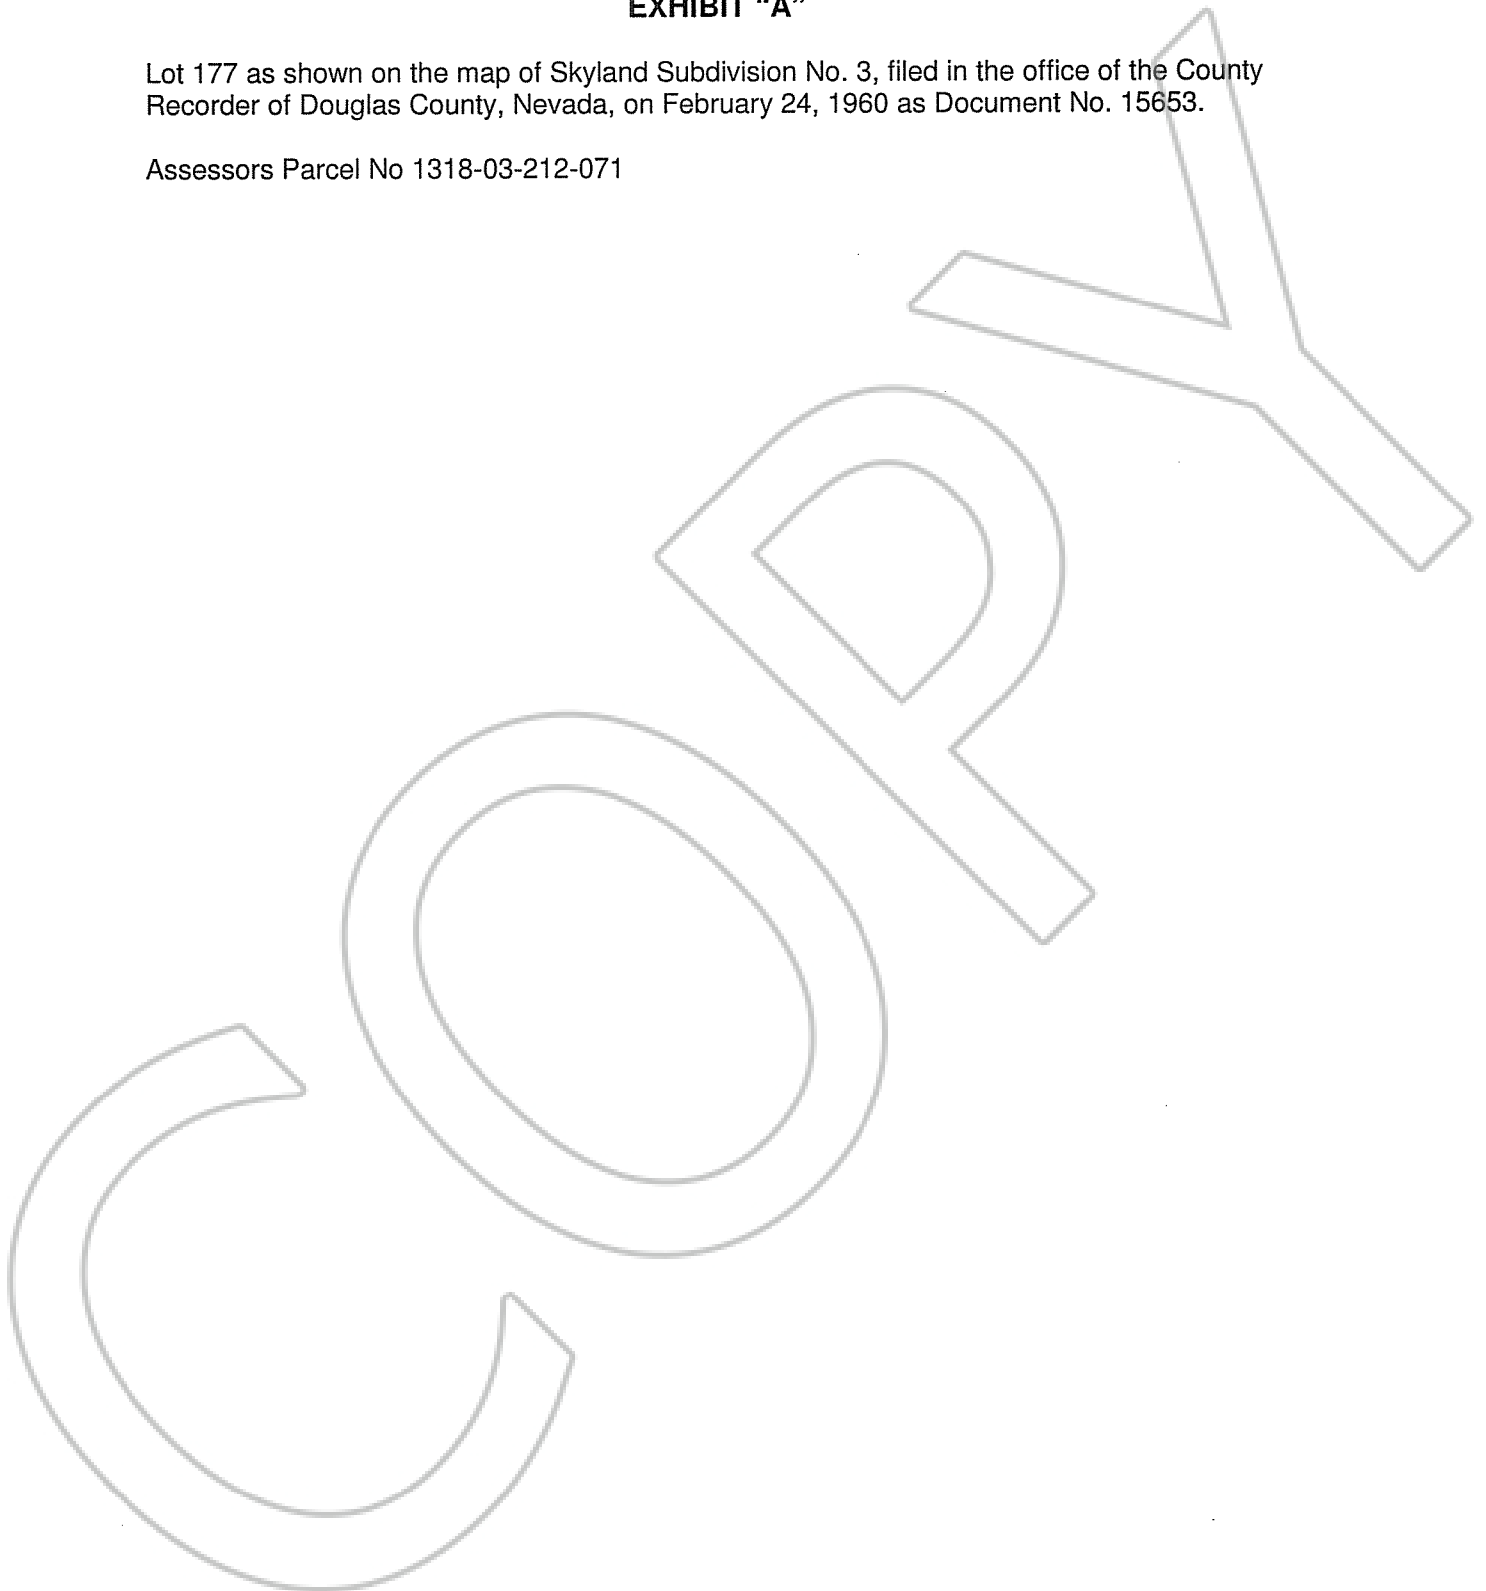 EXHIBIT "A"
Lot 177 as shown on the map of Skyland Subdivision No. 3, filed in the office of the County
Recorder of Douglas County, Nevada, on February 24, 1960 as Document No. 15653.
Assessors Parcel No 1318-03-212-071
COPY